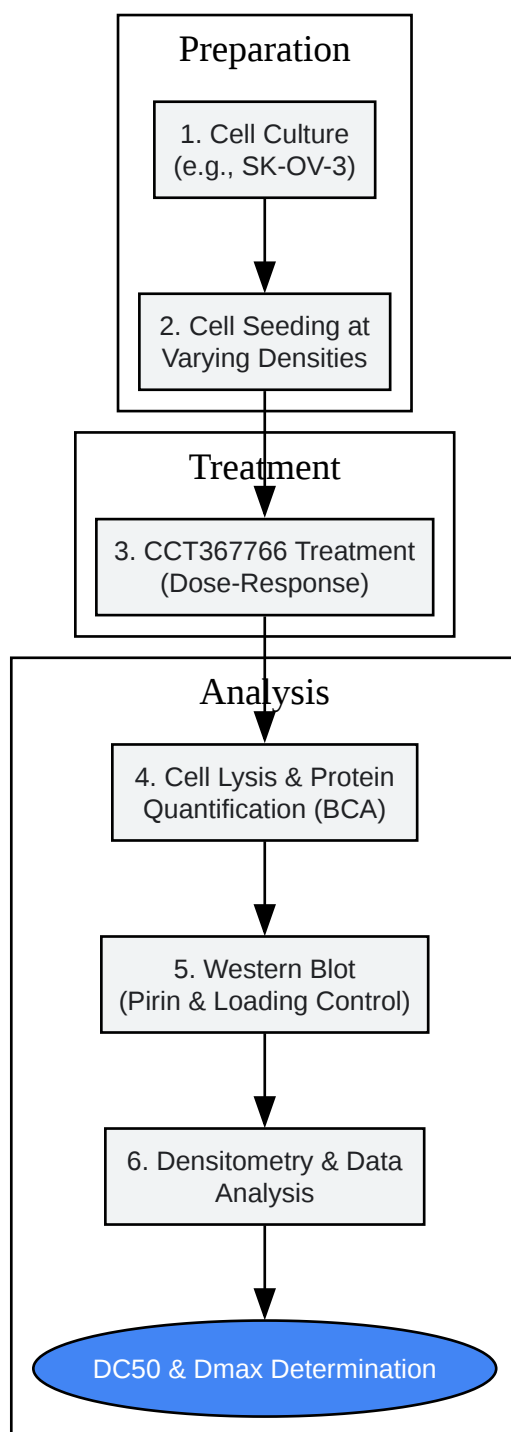 Preparation
1. Cell Culture
(e.g., SK-OV-3)
2. Cell Seeding at
Varying Densities
Treatment
3. CCT367766 Treatment
(Dose-Response)
Analysis
4. Cell Lysis & Protein
Quantification (BCA)
5. Western Blot
(Pirin & Loading Control)
6. Densitometry & Data
Analysis
DC50 & Dmax Determination